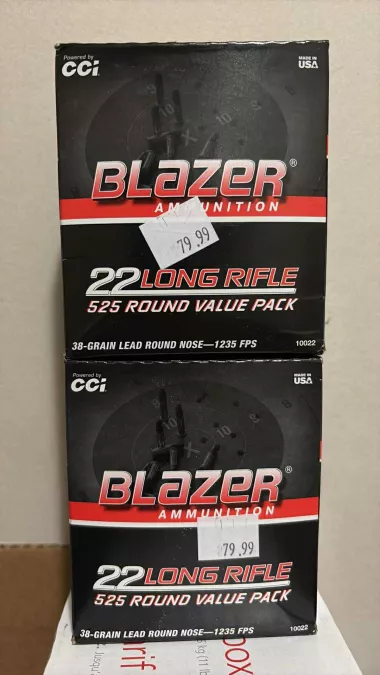 Powered by
CCI
MADE IN
USA
BLAZER®
AMMUNITION
79.99
22 LONG RIFLE
525 ROUND VALUE PACK
38-GRAIN LEAD ROUND NOSE—1235 FPS
10022
Powered by
CCI
MADE IN
USA
BLAZER®
AMMUNITION
79.99
22 LONG RIFLE
525 ROUND VALUE PACK
38-GRAIN LEAD ROUND NOSE—1235 FPS
10022